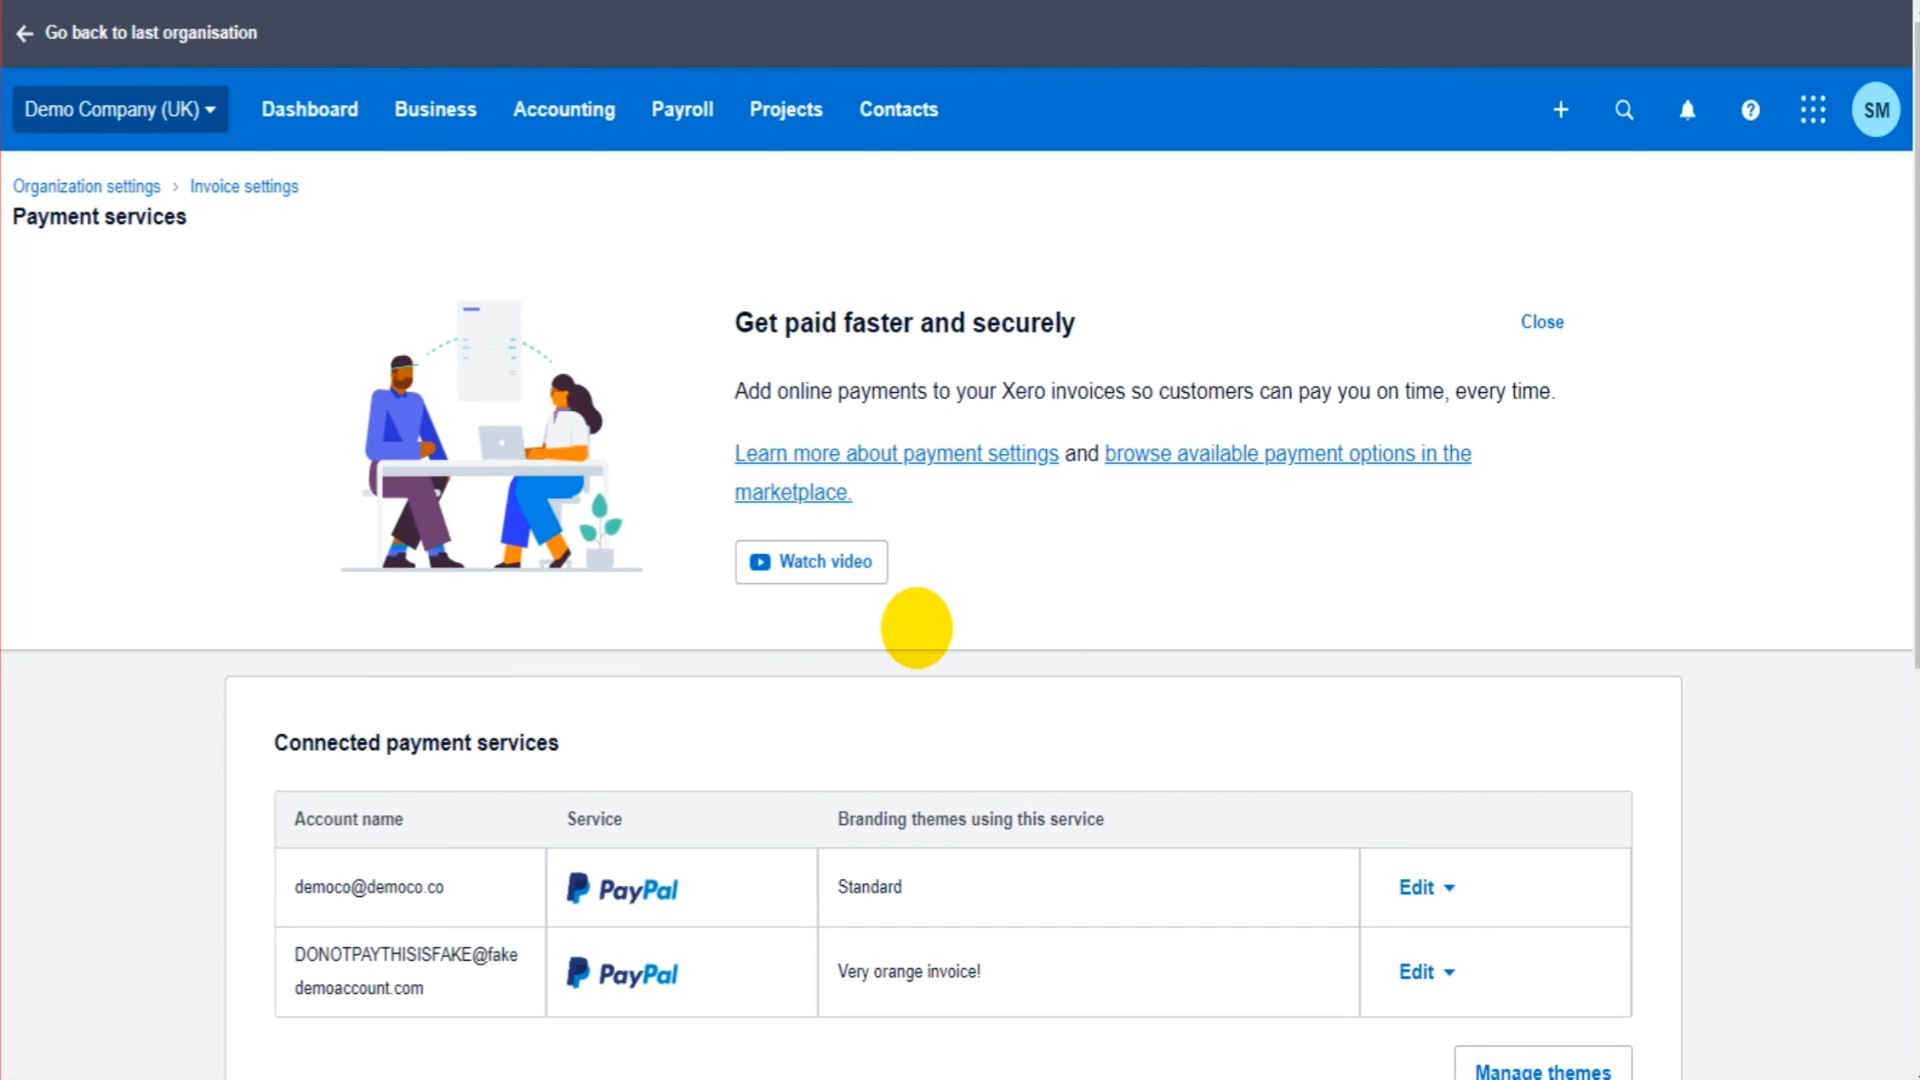 Go back to last organisation
Demo Company (UK)
Dashboard
Business
Accounting
Payroll
Projects
Contacts
SM
Organization settings › Invoice settings
Payment services
Get paid faster and securely
Close
Add online payments to your Xero invoices so customers can pay you on time, every time.
Learn more about payment settings and browse available payment options in the
marketplace.
Watch video
Connected payment services
Account name
Service
Branding themes using this service
democo@democo.co
PayPal
Standard
Edit
DONOTPAYTHISISFAKE@fake
demoaccount.com
PayPal
Very orange invoice!
Edit
Manage themes